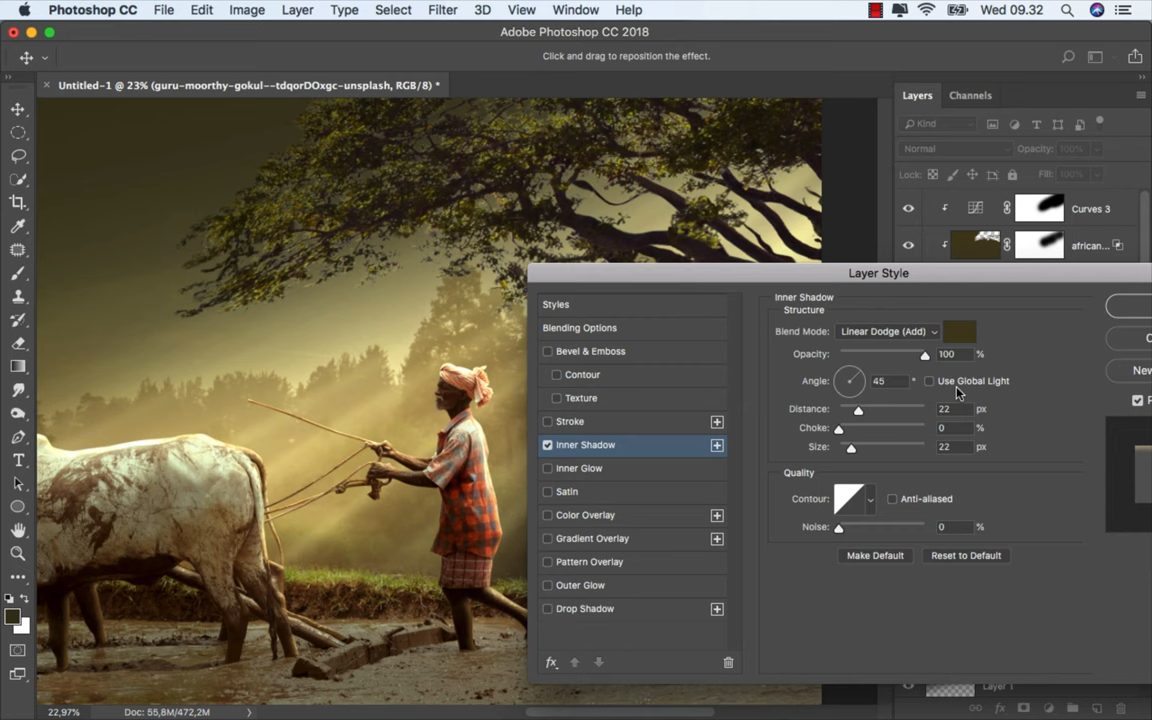 Photoshop CC File Edit Image Layer Type Select Filter 3D View Window Help Wed 09.32
Adobe Photoshop CC 2018
Click and drag to reposition the effect.
× Untitled-1 @ 23% (guru-moorthy-gokul--tdqorDOxgc-unsplash, RGB/8) *
Layers Channels
Kind
Normal Opacity: 100%
Lock: Fill: 100%
Curves 3
african...
Layer Style
Styles
Blending Options
Bevel & Emboss
Contour
Texture
Stroke
Inner Shadow
Inner Glow
Satin
Color Overlay
Gradient Overlay
Pattern Overlay
Outer Glow
Drop Shadow
fx
Inner Shadow
Structure
Blend Mode: Linear Dodge (Add)
Opacity: 100 %
Angle: 45 ° Use Global Light
Distance: 22 px
Choke: 0 %
Size: 22 px
Quality
Contour: Anti-aliased
Noise: 0 %
Make Default Reset to Default
C
New
P
Layer 1
fx
22,97% Doc: 55,8M/472,2M